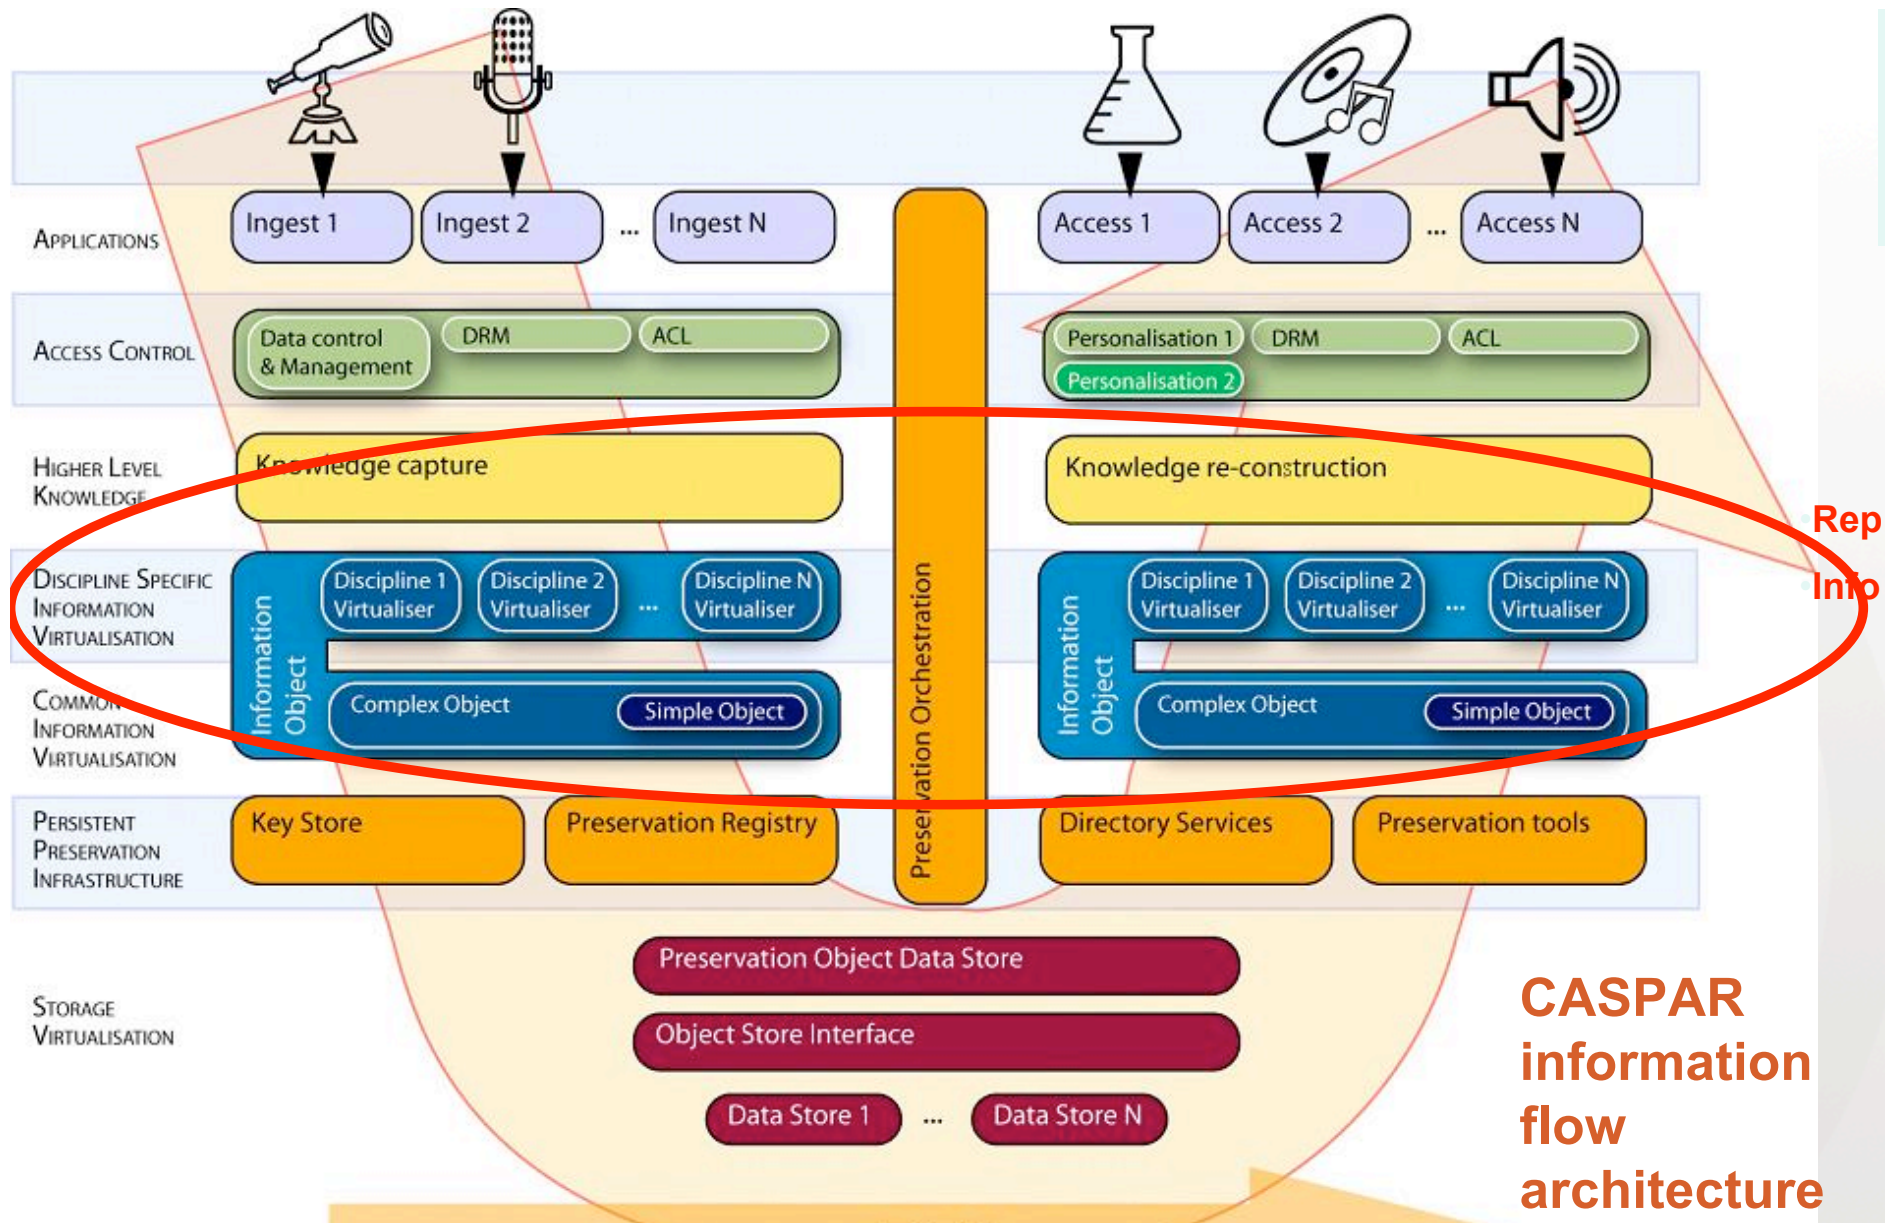 Ingest 1
Ingest 2
...
Ingest N
Access 1
Access 2
...
Access N
APPLICATIONS
ACCESS CONTROL
Data control
& Management
DRM
ACL
Personalisation 1
Personalisation 2
DRM
ACL
HIGHER LEVEL
KNOWLEDGE
Knowledge capture
Knowledge re-construction
Rep
Info
DISCIPLINE SPECIFIC
INFORMATION
VIRTUALISATION
Information
Object
Discipline 1
Virtualiser
Discipline 2
Virtualiser
...
Discipline N
Virtualiser
Preservation Orchestration
Information
Object
Discipline 1
Virtualiser
Discipline 2
Virtualiser
...
Discipline N
Virtualiser
COMMON
INFORMATION
VIRTUALISATION
Complex Object
Simple Object
Complex Object
Simple Object
PERSISTENT
PRESERVATION
INFRASTRUCTURE
Key Store
Preservation Registry
Directory Services
Preservation tools
STORAGE
VIRTUALISATION
Preservation Object Data Store
Object Store Interface
Data Store 1
...
Data Store N
CASPAR
information
flow
architecture